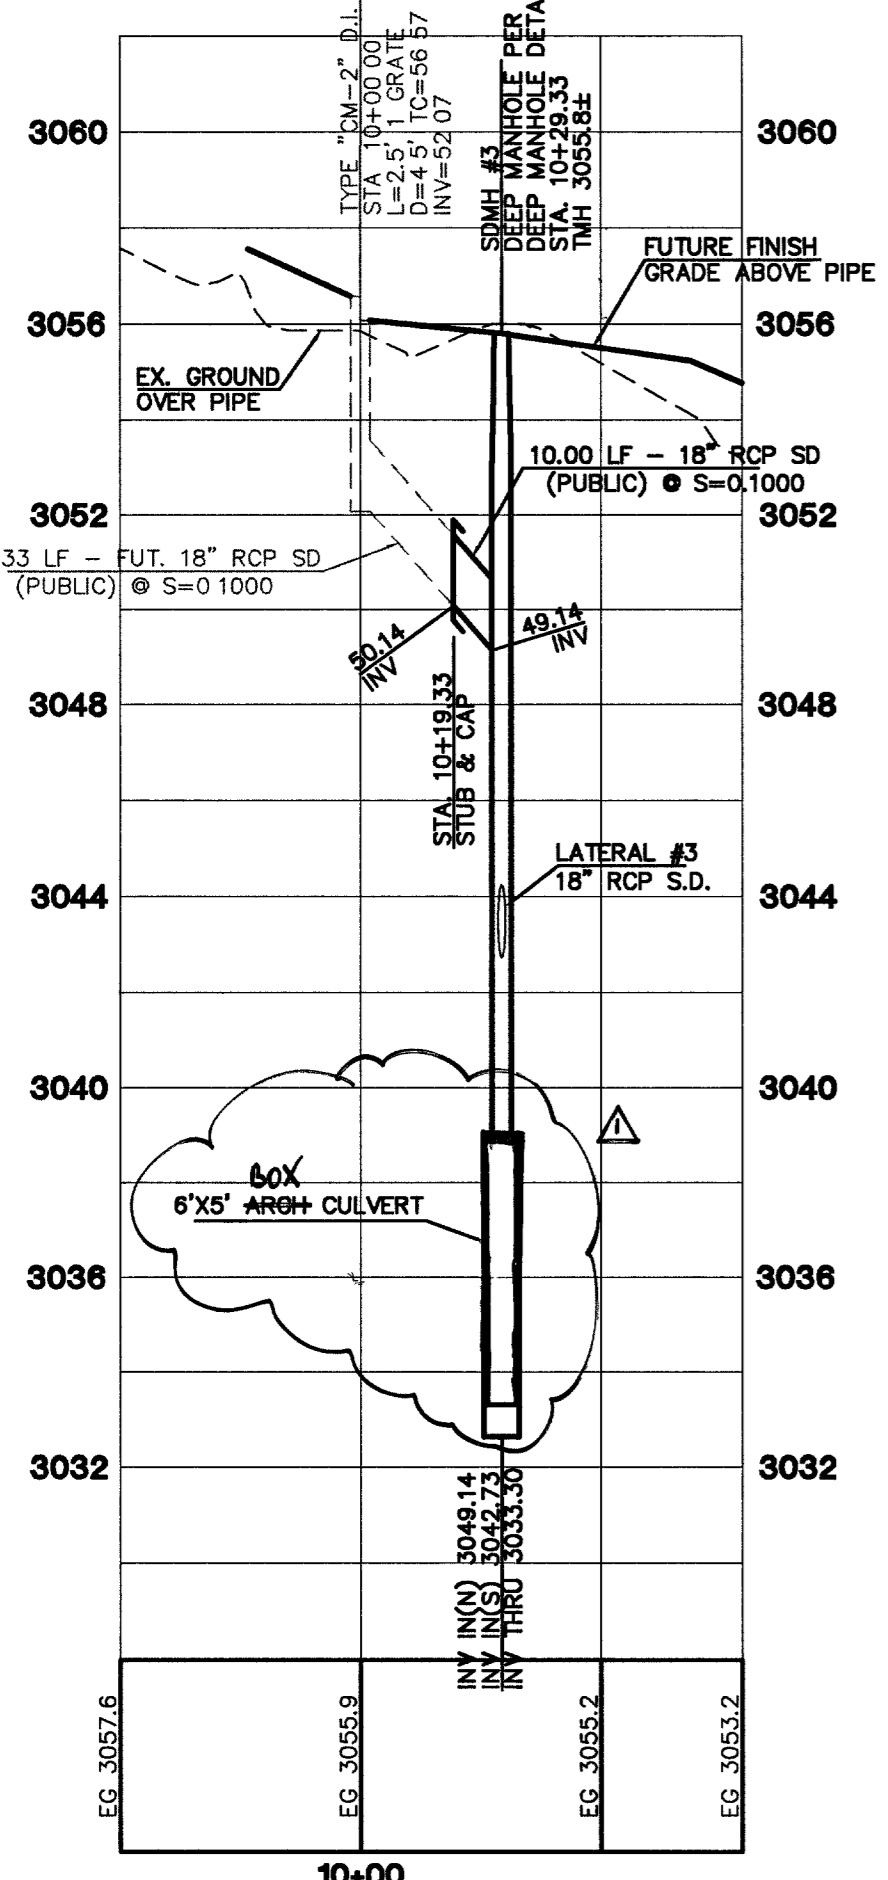 TYPE "CM-2" D.I.
STA 10+00 00
L=2.5' 1 GRATE
D=4 5' TC=56 57
INV=52 07
SDMH #3
DEEP MANHOLE PER
DEEP MANHOLE DETA
STA. 10+29.33
TMH 3055.8±
3060
3060
FUTURE FINISH
GRADE ABOVE PIPE
3056
3056
EX. GROUND
OVER PIPE
10.00 LF - 18" RCP SD
(PUBLIC) @ S=0.1000
3052
3052
33 LF - FUT. 18" RCP SD
(PUBLIC) @ S=0 1000
50.14
INV
49.14
INV
3048
3048
STA. 10+19.33
STUB & CAP
LATERAL #3
18" RCP S.D.
3044
3044
3040
3040
1
BOX
6'X5' ARCH CULVERT
3036
3036
3032
3032
INV IN(N) 3049.14
INV IN(S) 3042.73
INV THRU 3033.30
EG 3057.6
EG 3055.9
EG 3055.2
EG 3053.2
10+00